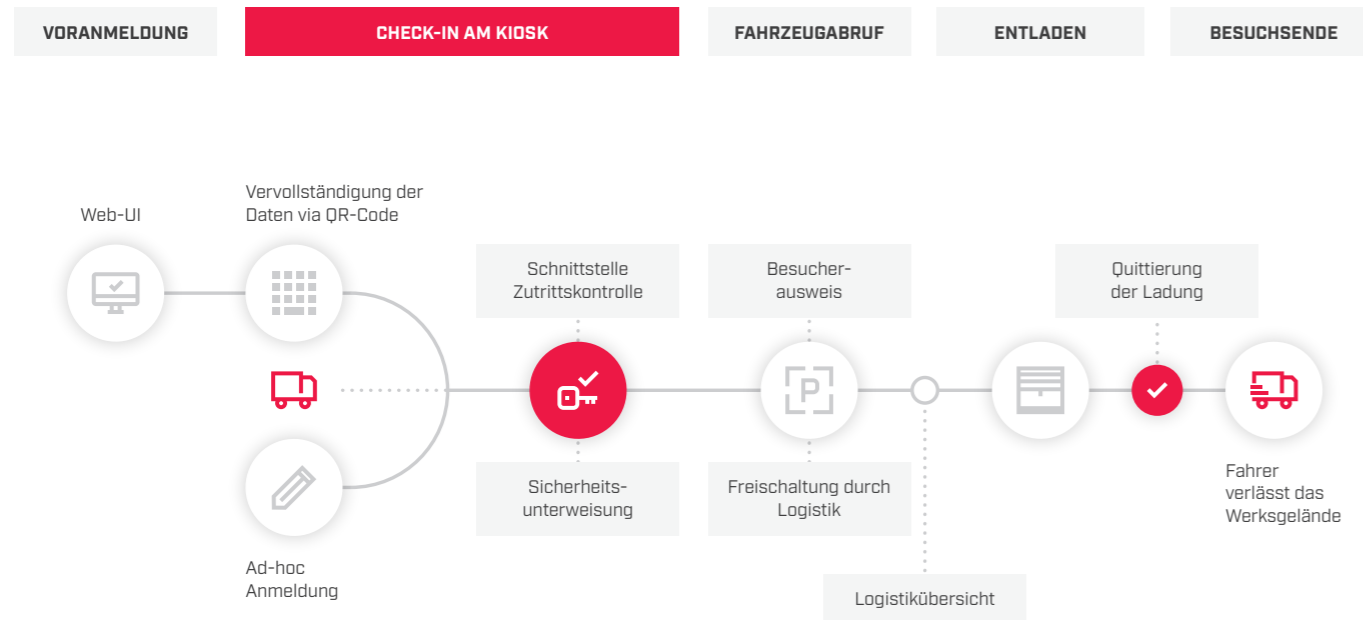 VORANMELDUNG
CHECK-IN AM KIOSK
FAHRZEUGABRUF
ENTLADEN
BESUCHSENDE
Web-UI
Vervollständigung der
Daten via QR-Code
Schnittstelle
Zutrittskontrolle
Besucher-
ausweis
Quittierung
der Ladung
P
Sicherheits-
unterweisung
Freischaltung durch
Logistik
Fahrer
verlässt das
Werksgelände
Ad-hoc
Anmeldung
Logistikübersicht